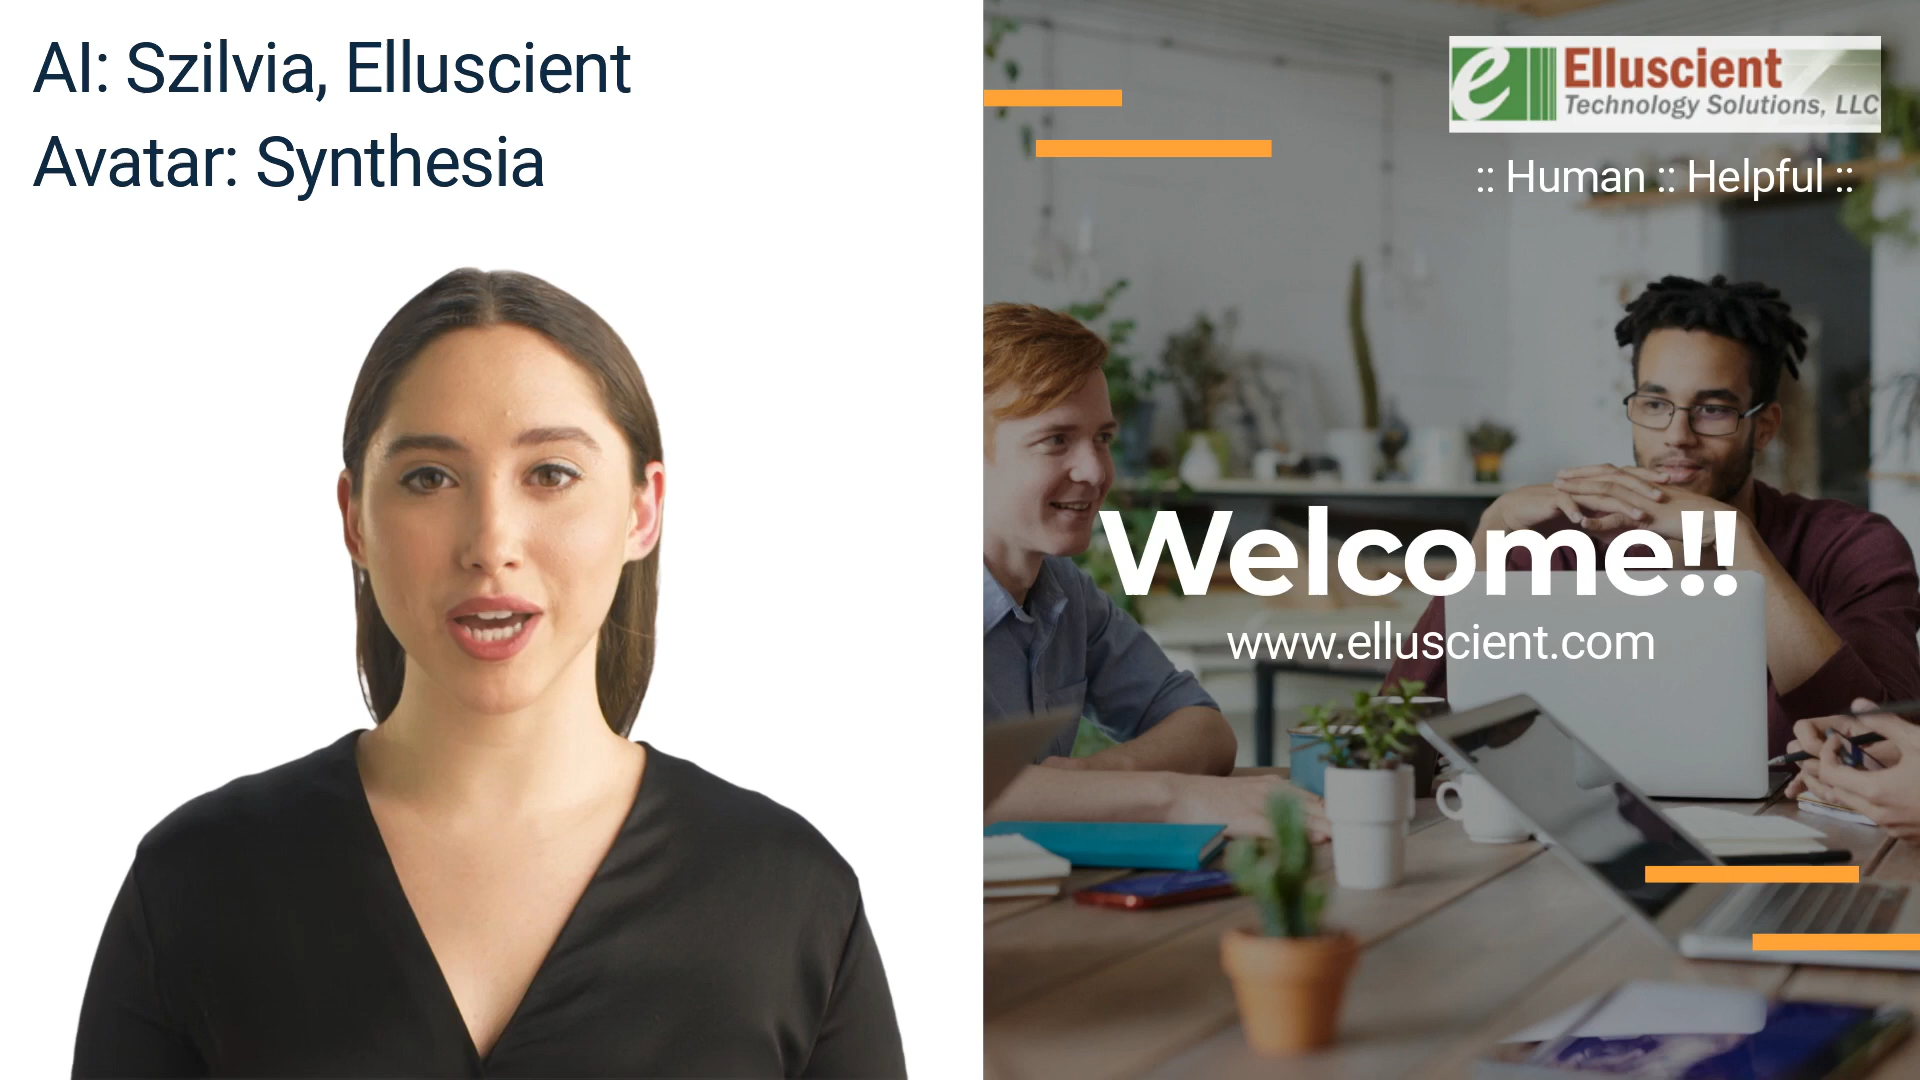 AI: Szilvia, Elluscient
Avatar: Synthesia
e Elluscient
Technology Solutions, LLC
:: Human :: Helpful ::
Welcome!!
www.elluscient.com